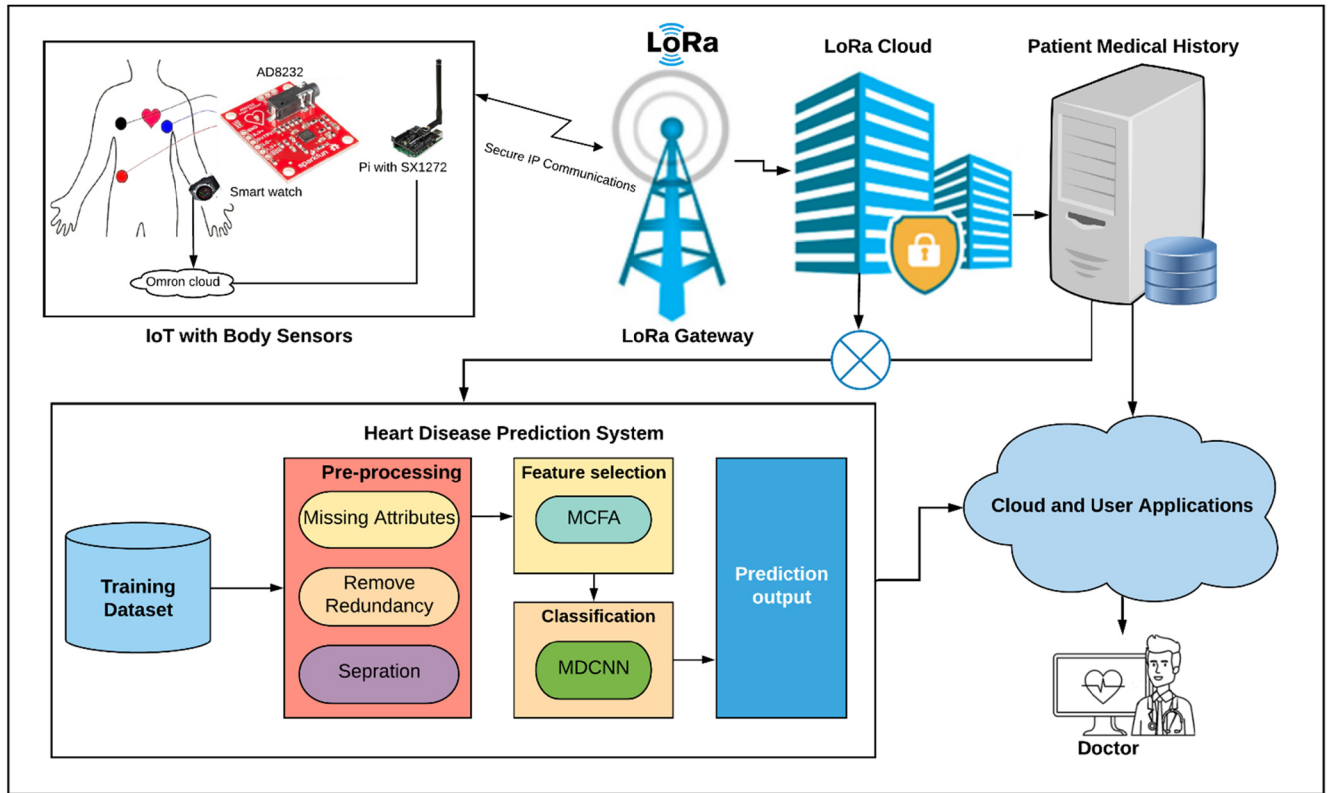 LoRa
LoRa Cloud
Patient Medical History
AD8232
Pi with SX1272
Smart watch
sparkfun
Omron cloud
IoT with Body Sensors
Secure IP Communications
LoRa Gateway
Heart Disease Prediction System
Training
Dataset
Pre-processing
Missing Attributes
Remove
Redundancy
Sepration
Feature selection
MCFA
Classification
MDCNN
Prediction
output
Cloud and User Applications
Doctor